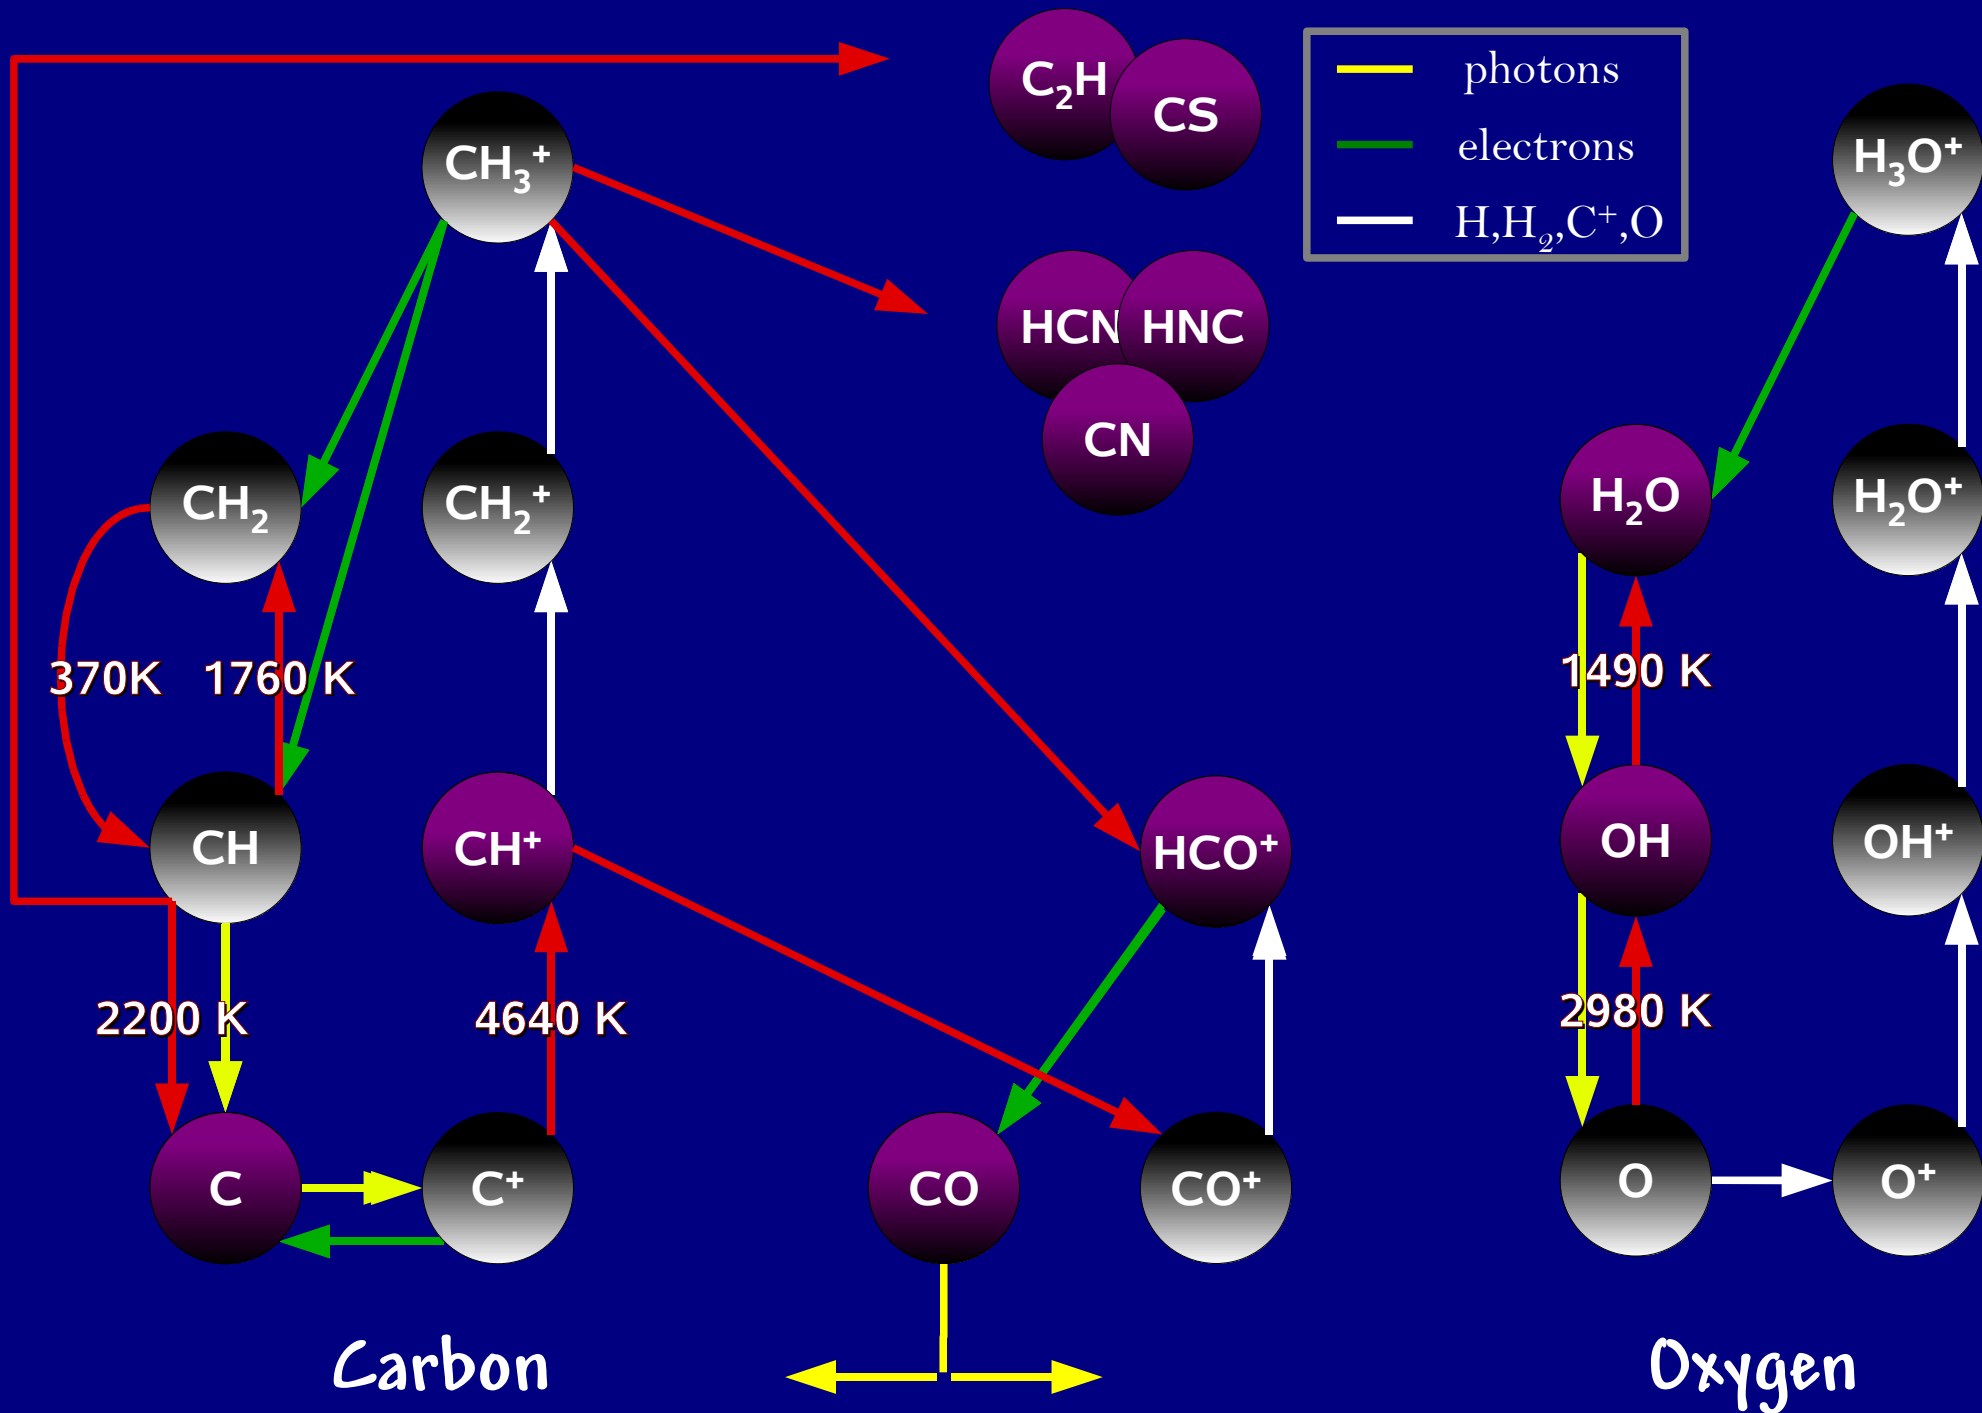 C₂H
CS
photons
electrons
H,H₂,C⁺,O
CH₃⁺
H₃O⁺
HCN
HNC
CN
CH₂
CH₂⁺
H₂O
H₂O⁺
370K
1760 K
1490 K
CH
CH⁺
HCO⁺
OH
OH⁺
2200 K
4640 K
2980 K
C
C⁺
CO
CO⁺
O
O⁺
Carbon
Oxygen